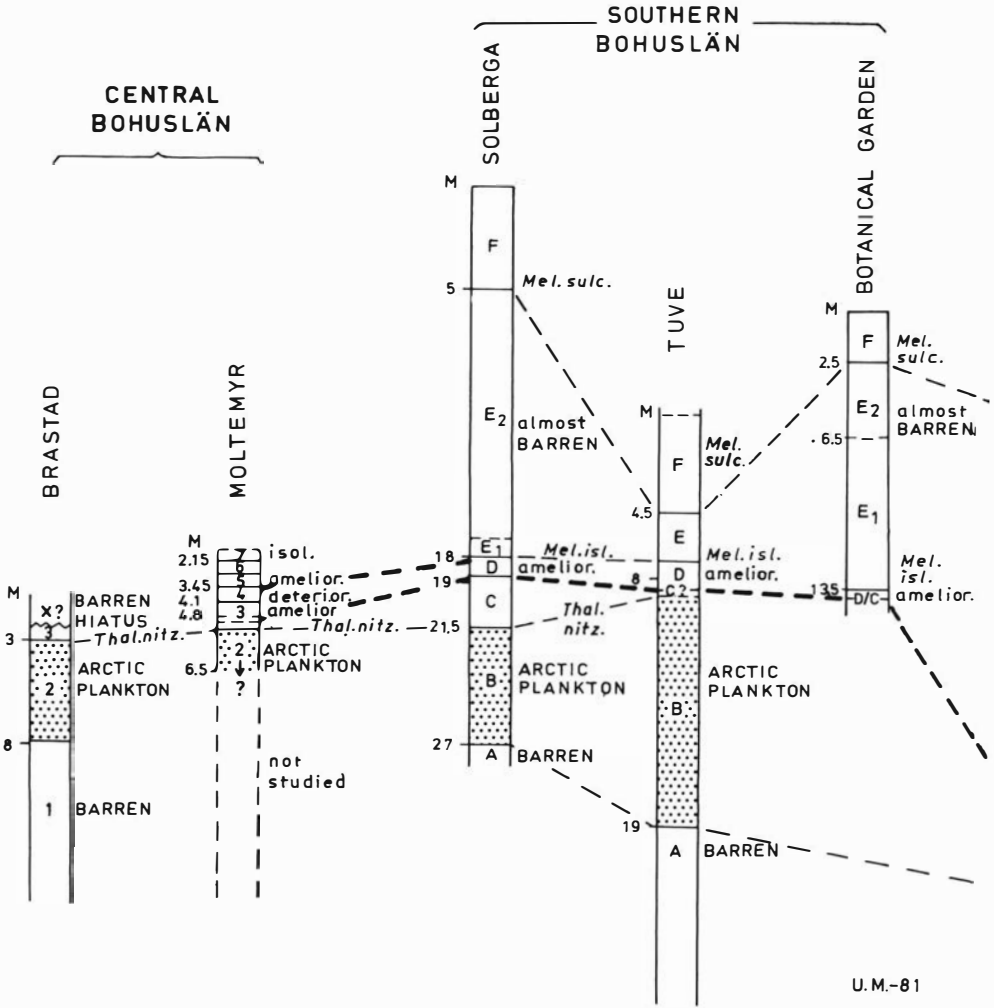 SOUTHERN
BOHUSLÄN
CENTRAL
BOHUSLÄN
BRASTAD
M
X?
BARREN
HIATUS
3
3
Thal.nitz.
2
ARCTIC
PLANKTON
8
1
BARREN
MOLTEMYR
M
2.15
7
isol.
6
3.45
5
amelior.
4.1
4
deterior.
4.8
3
amelior
Thal.nitz.
2
ARCTIC
PLANKTON
6.5
?
not
studied
SOLBERGA
M
F
5
Mel.sulc.
E2
almost
BARREN
E1
18
Mel.isl.
D
amelior.
19
C
Thal.
nitz.
21,5
B
ARCTIC
PLANKTON
27
A
BARREN
TUVE
M
F
Mel.
sulc.
4.5
E
Mel.isl.
8
D
amelior.
C2
B
ARCTIC
PLANKTON
19
A
BARREN
BOTANICAL GARDEN
M
F
Mel.
sulc.
2.5
E2
almost
BARREN
.6.5
E1
Mel.
isl.
amelior.
135
D/C
U.M.-81